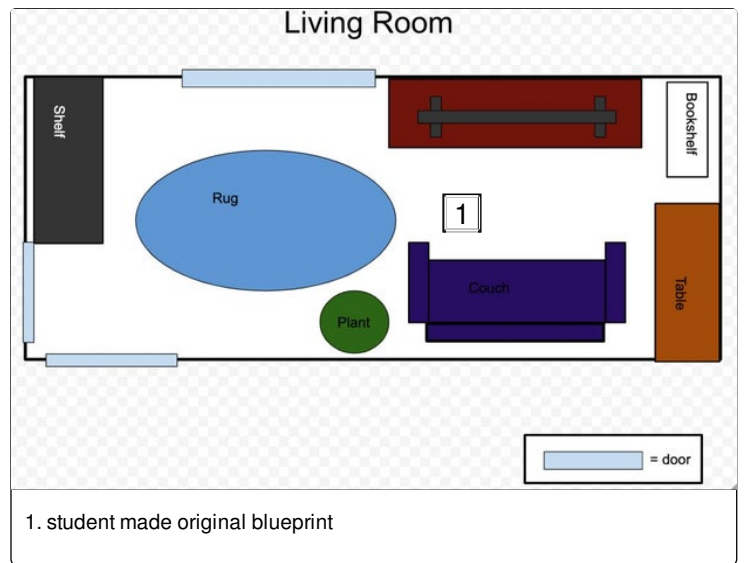 Living Room
Shelf
Bookshelf
Rug
1
Couch
Table
Plant
= door
1. student made original blueprint